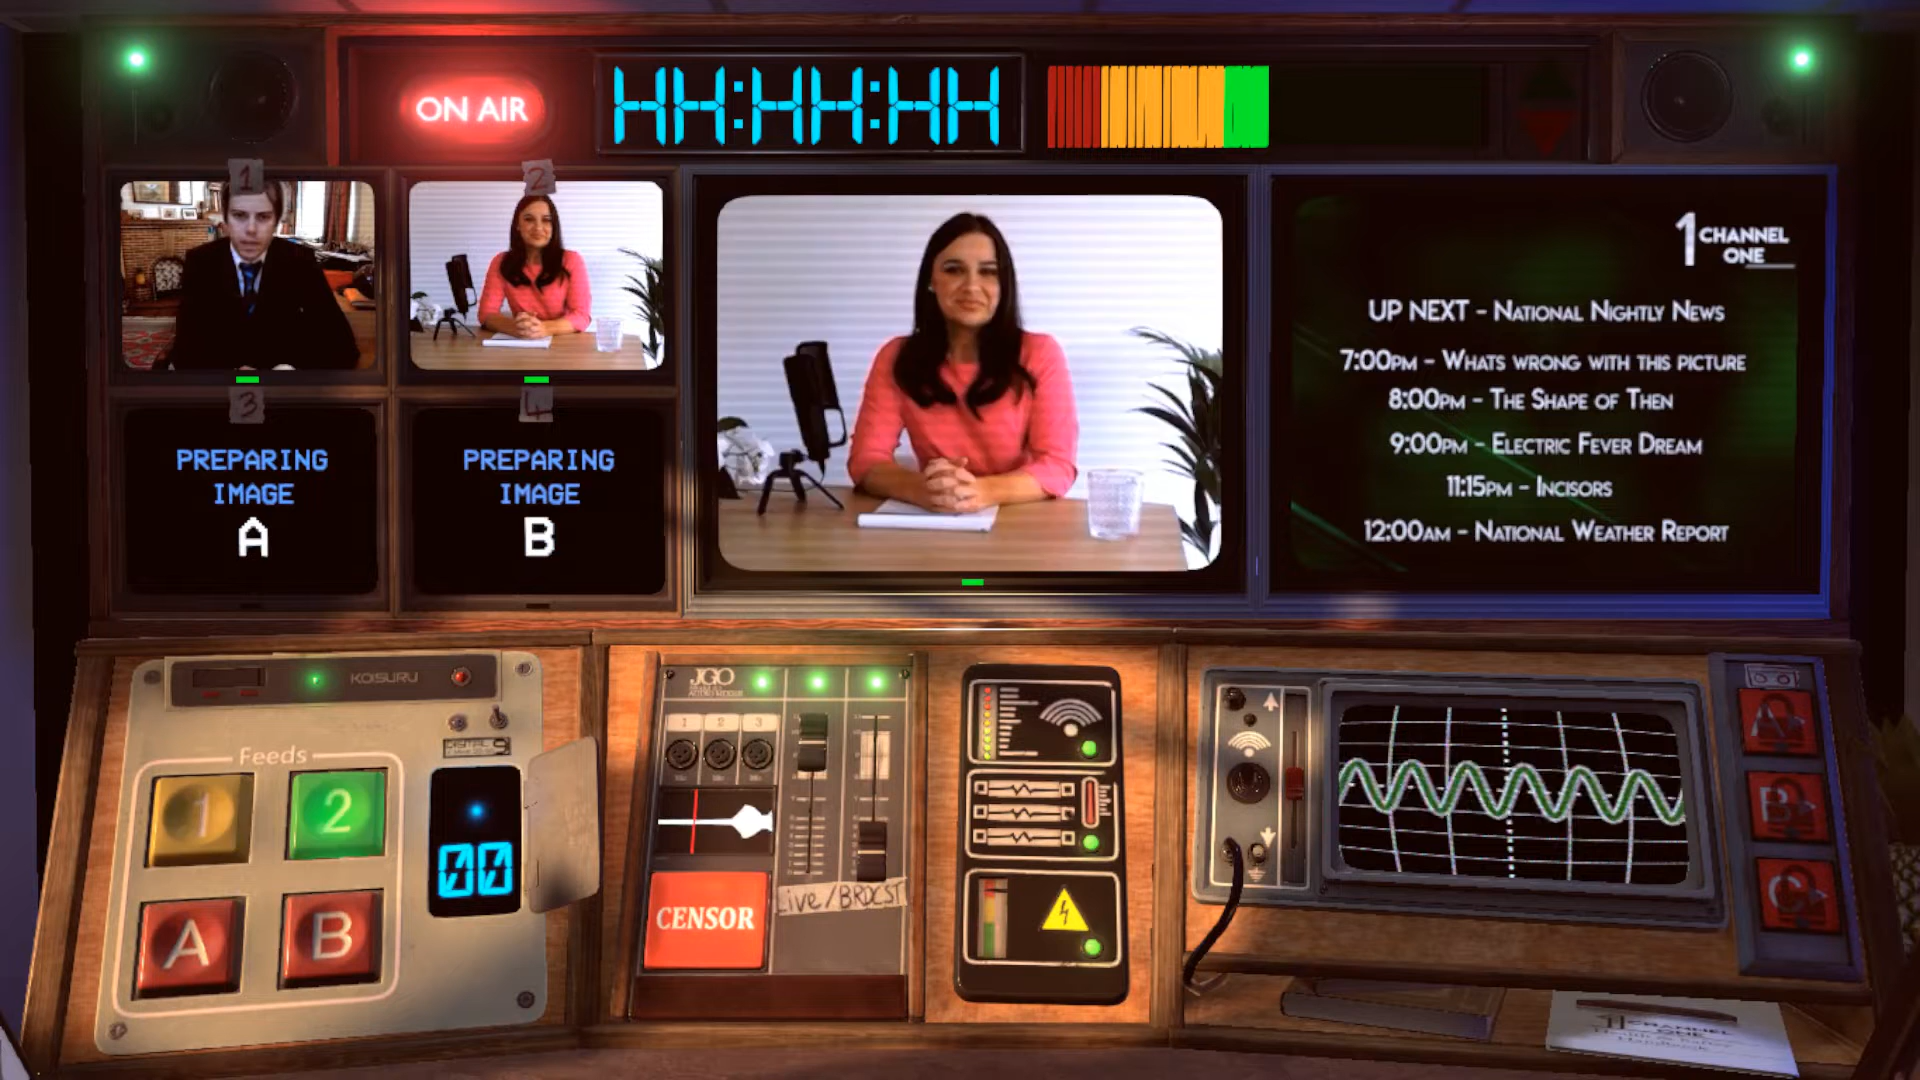 ON AIR
HH:HH:HH
1
2
3
4
PREPARING
IMAGE
A
PREPARING
IMAGE
B
1 CHANNEL
ONE
UP NEXT - NATIONAL NIGHTLY NEWS
7:00PM - WHATS WRONG WITH THIS PICTURE
8:00PM - THE SHAPE OF THEN
9:00PM - ELECTRIC FEVER DREAM
11:15PM - INCISORS
12:00AM - NATIONAL WEATHER REPORT
KOISURU
Feeds
1
2
A
B
00
JGO
1 2 3
CENSOR
Live/BRDCST
A
B
C
1 CHANNEL
ONE